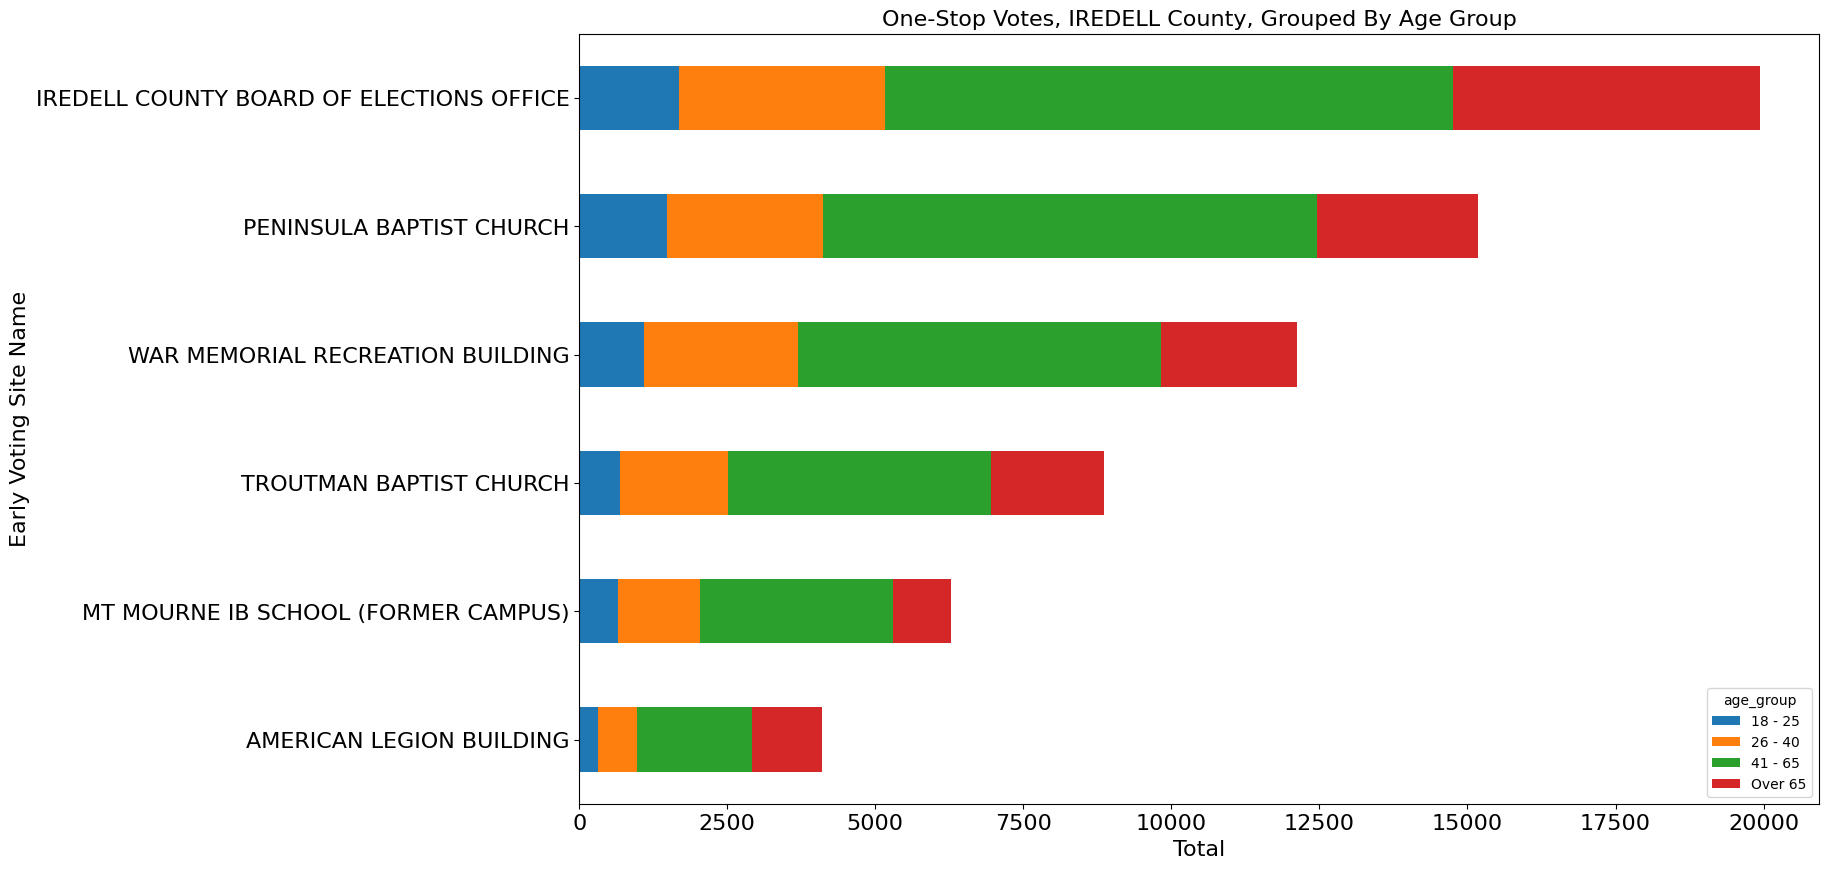 One-Stop Votes, IREDELL County, Grouped By Age Group
Early Voting Site Name
IREDELL COUNTY BOARD OF ELECTIONS OFFICE
PENINSULA BAPTIST CHURCH
WAR MEMORIAL RECREATION BUILDING
TROUTMAN BAPTIST CHURCH
MT MOURNE IB SCHOOL (FORMER CAMPUS)
AMERICAN LEGION BUILDING
age_group
18 - 25
26 - 40
41 - 65
Over 65
0 2500 5000 7500 10000 12500 15000 17500 20000
Total